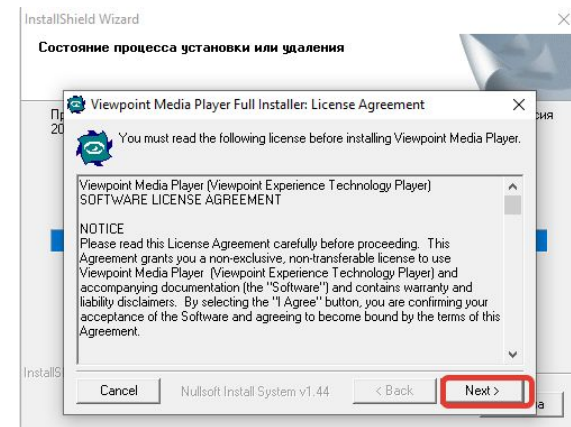 InstallShield Wizard
Состояние процесса установки или удаления
Viewpoint Media Player Full Installer: License Agreement
You must read the following license before installing Viewpoint Media Player.
Viewpoint Media Player (Viewpoint Experience Technology Player)
SOFTWARE LICENSE AGREEMENT
NOTICE
Please read this License Agreement carefully before proceeding. This
Agreement grants you a non-exclusive, non-transferable license to use
Viewpoint Media Player (Viewpoint Experience Technology Player) and
accompanying documentation (the "Software") and contains warranty and
liability disclaimers. By selecting the "I Agree" button, you are confirming your
acceptance of the Software and agreeing to become bound by the terms of this
Agreement.
Cancel
Nullsoft Install System v1.44
< Back
Next >